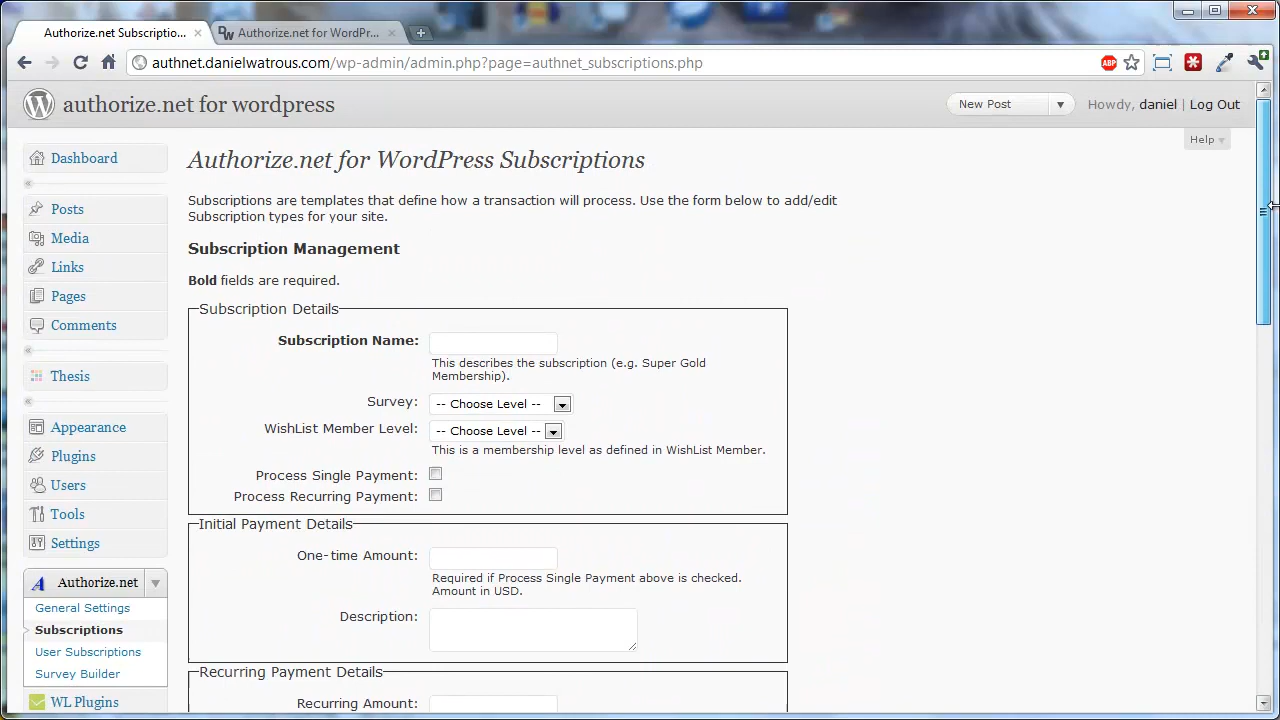 Authorize.net Subscriptio...
Authorize.net for WordPr...
authnet.danielwatrous.com/wp-admin/admin.php?page=authnet_subscriptions.php
ABP
authorize.net for wordpress
New Post
Howdy, daniel | Log Out
Help
Dashboard
Posts
Media
Links
Pages
Comments
Thesis
Appearance
Plugins
Users
Tools
Settings
Authorize.net
General Settings
Subscriptions
User Subscriptions
Survey Builder
WL Plugins
Authorize.net for WordPress Subscriptions
Subscriptions are templates that define how a transaction will process. Use the form below to add/edit
Subscription types for your site.
Subscription Management
Bold fields are required.
Subscription Details
Subscription Name:
This describes the subscription (e.g. Super Gold
Membership).
Survey: -- Choose Level --
WishList Member Level: -- Choose Level --
This is a membership level as defined in WishList Member.
Process Single Payment:
Process Recurring Payment:
Initial Payment Details
One-time Amount:
Required if Process Single Payment above is checked.
Amount in USD.
Description:
Recurring Payment Details
Recurring Amount: